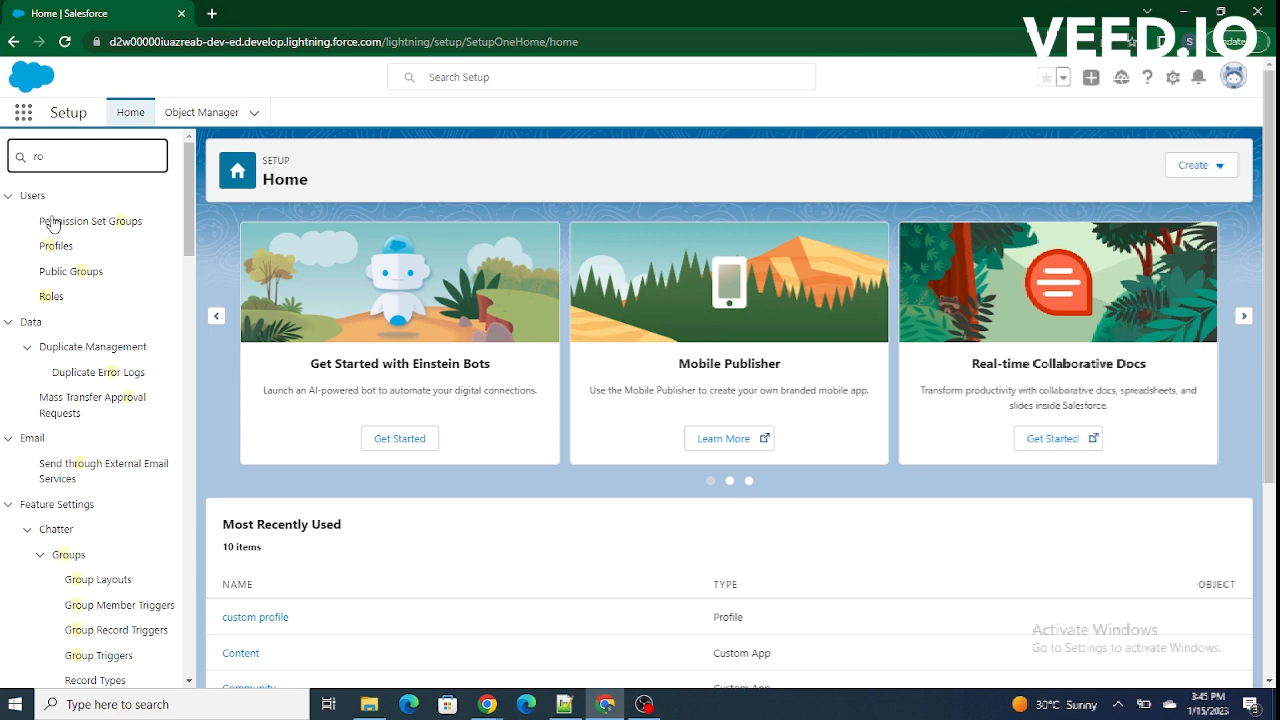 Home | Salesforce
d2w00000iuazreab-dev-ed.develop.lightning.force.com/lightning/setup/SetupOneHome/home
VEED.IO
Search Setup
Setup
Home
Object Manager
ro
Users
Permission Set Groups
Profiles
Public Groups
Roles
Data
Duplicate Management
Duplicate Error Logs
Mass Transfer Approval
Requests
Email
Send through External Email
Services
Feature Settings
Chatter
Groups
Group Layouts
Group Member Triggers
Group Record Triggers
Group Triggers
Record Types
SETUP
Home
Create
Get Started with Einstein Bots
Launch an AI-powered bot to automate your digital connections.
Get Started
Mobile Publisher
Use the Mobile Publisher to create your own branded mobile app.
Learn More
Real-time Collaborative Docs
Transform productivity with collaborative docs, spreadsheets, and
slides inside Salesforce.
Get Started
Most Recently Used
10 items
NAME TYPE OBJECT
custom profile Profile
Content Custom App
Community Custom App
Activate Windows
Go to Settings to activate Windows.
Type here to search
30°C Sunny
3:45 PM
1/15/2023